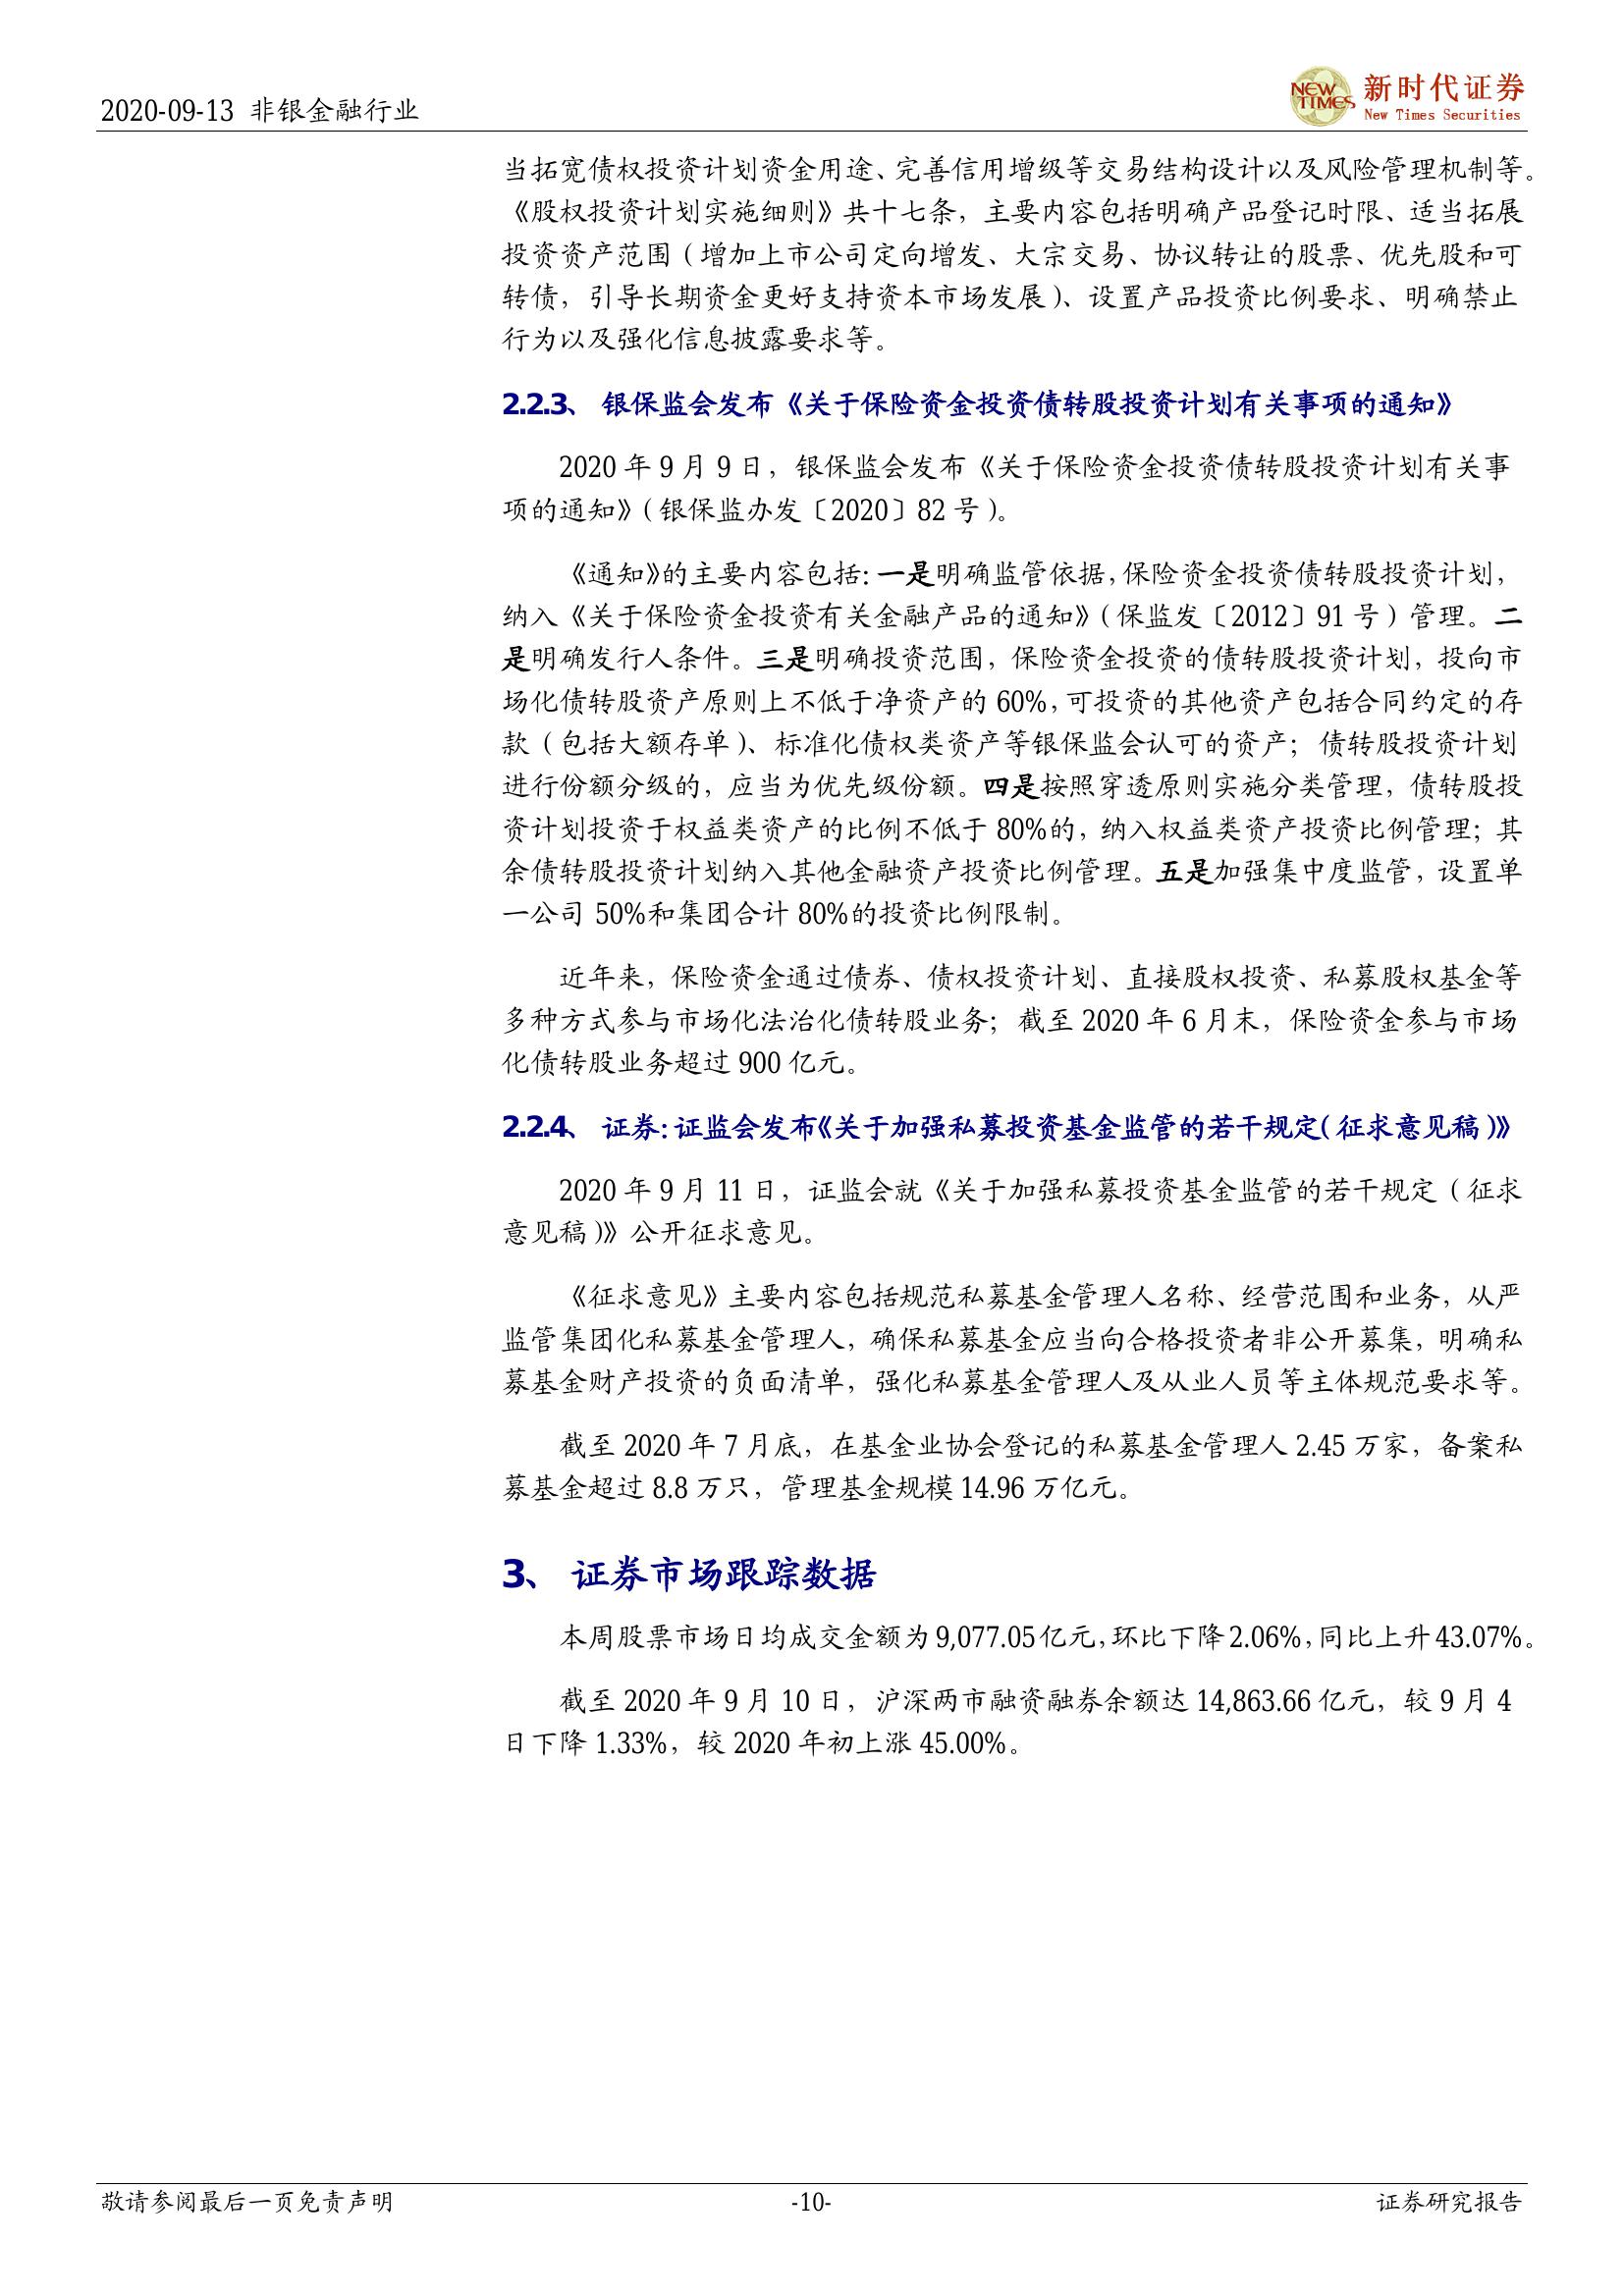 2020-09-13 非银金融行业
NEW TIMES 新时代证券
New Times Securities
当拓宽债权投资计划资金用途、完善信用增级等交易结构设计以及风险管理机制等。
《股权投资计划实施细则》共十七条，主要内容包括明确产品登记时限、适当拓展
投资资产范围（增加上市公司定向增发、大宗交易、协议转让的股票、优先股和可
转债，引导长期资金更好支持资本市场发展）、设置产品投资比例要求、明确禁止
行为以及强化信息披露要求等。
2.2.3、 银保监会发布《关于保险资金投资债转股投资计划有关事项的通知》
2020 年 9 月 9 日，银保监会发布《关于保险资金投资债转股投资计划有关事
项的通知》（银保监办发〔2020〕82 号）。
《通知》的主要内容包括：一是明确监管依据，保险资金投资债转股投资计划，
纳入《关于保险资金投资有关金融产品的通知》（保监发〔2012〕91 号）管理。二
是明确发行人条件。三是明确投资范围，保险资金投资的债转股投资计划，投向市
场化债转股资产原则上不低于净资产的 60%，可投资的其他资产包括合同约定的存
款（包括大额存单）、标准化债权类资产等银保监会认可的资产；债转股投资计划
进行份额分级的，应当为优先级份额。四是按照穿透原则实施分类管理，债转股投
资计划投资于权益类资产的比例不低于 80%的，纳入权益类资产投资比例管理；其
余债转股投资计划纳入其他金融资产投资比例管理。五是加强集中度监管，设置单
一公司 50%和集团合计 80%的投资比例限制。
近年来，保险资金通过债券、债权投资计划、直接股权投资、私募股权基金等
多种方式参与市场化法治化债转股业务；截至 2020 年 6 月末，保险资金参与市场
化债转股业务超过 900 亿元。
2.2.4、 证券：证监会发布《关于加强私募投资基金监管的若干规定（征求意见稿）》
2020 年 9 月 11 日，证监会就《关于加强私募投资基金监管的若干规定（征求
意见稿）》公开征求意见。
《征求意见》主要内容包括规范私募基金管理人名称、经营范围和业务，从严
监管集团化私募基金管理人，确保私募基金应当向合格投资者非公开募集，明确私
募基金财产投资的负面清单，强化私募基金管理人及从业人员等主体规范要求等。
截至 2020 年 7 月底，在基金业协会登记的私募基金管理人 2.45 万家，备案私
募基金超过 8.8 万只，管理基金规模 14.96 万亿元。
3、 证券市场跟踪数据
本周股票市场日均成交金额为 9,077.05 亿元，环比下降 2.06%，同比上升 43.07%。
截至 2020 年 9 月 10 日，沪深两市融资融券余额达 14,863.66 亿元，较 9 月 4
日下降 1.33%，较 2020 年初上涨 45.00%。
敬请参阅最后一页免责声明 -10- 证券研究报告